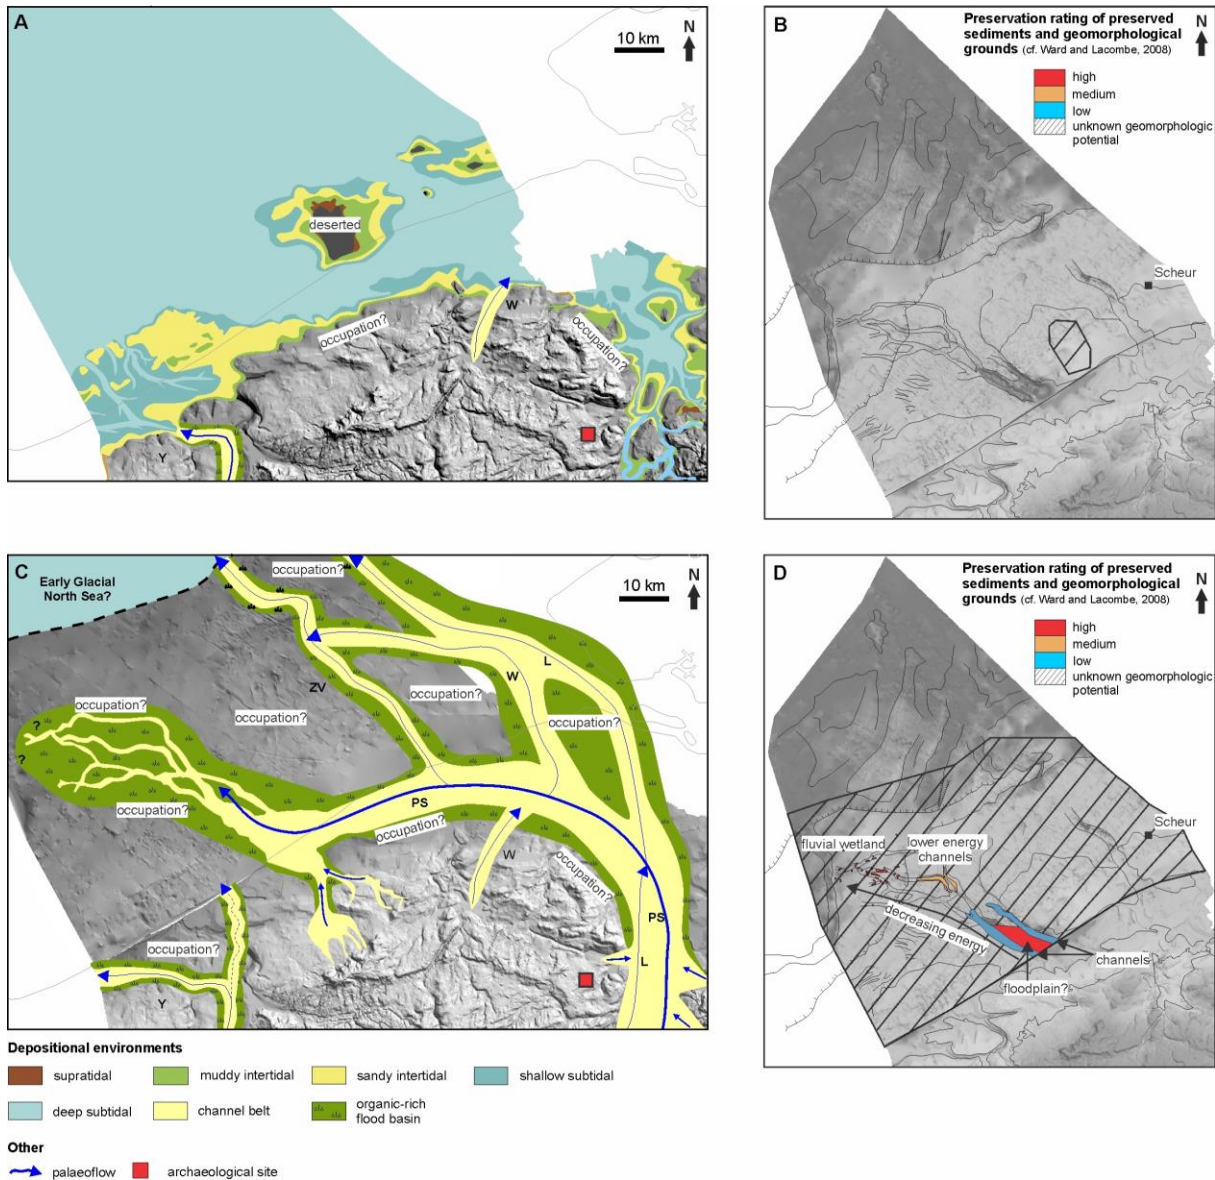 A
10 km
N
deserted
W
occupation?
occupation?
Y
B
Preservation rating of preserved
sediments and geomorphological
grounds (cf. Ward and Lacombe, 2008)
N
high
medium
low
unknown geomorphologic
potential
Scheur
C
Early Glacial
North Sea?
occupation?
10 km
N
L
W
ZV
occupation?
occupation?
occupation?
occupation?
?
?
occupation?
PS
occupation?
W
occupation?
PS
occupation?
L
Y
D
Preservation rating of preserved
sediments and geomorphological
grounds (cf. Ward and Lacombe, 2008)
N
high
medium
low
unknown geomorphologic
potential
Scheur
fluvial wetland
lower energy
channels
decreasing energy
channels
floodplain?
Depositional environments
supratidal
muddy intertidal
sandy intertidal
shallow subtidal
deep subtidal
channel belt
organic-rich
flood basin
Other
palaeoflow
archaeological site